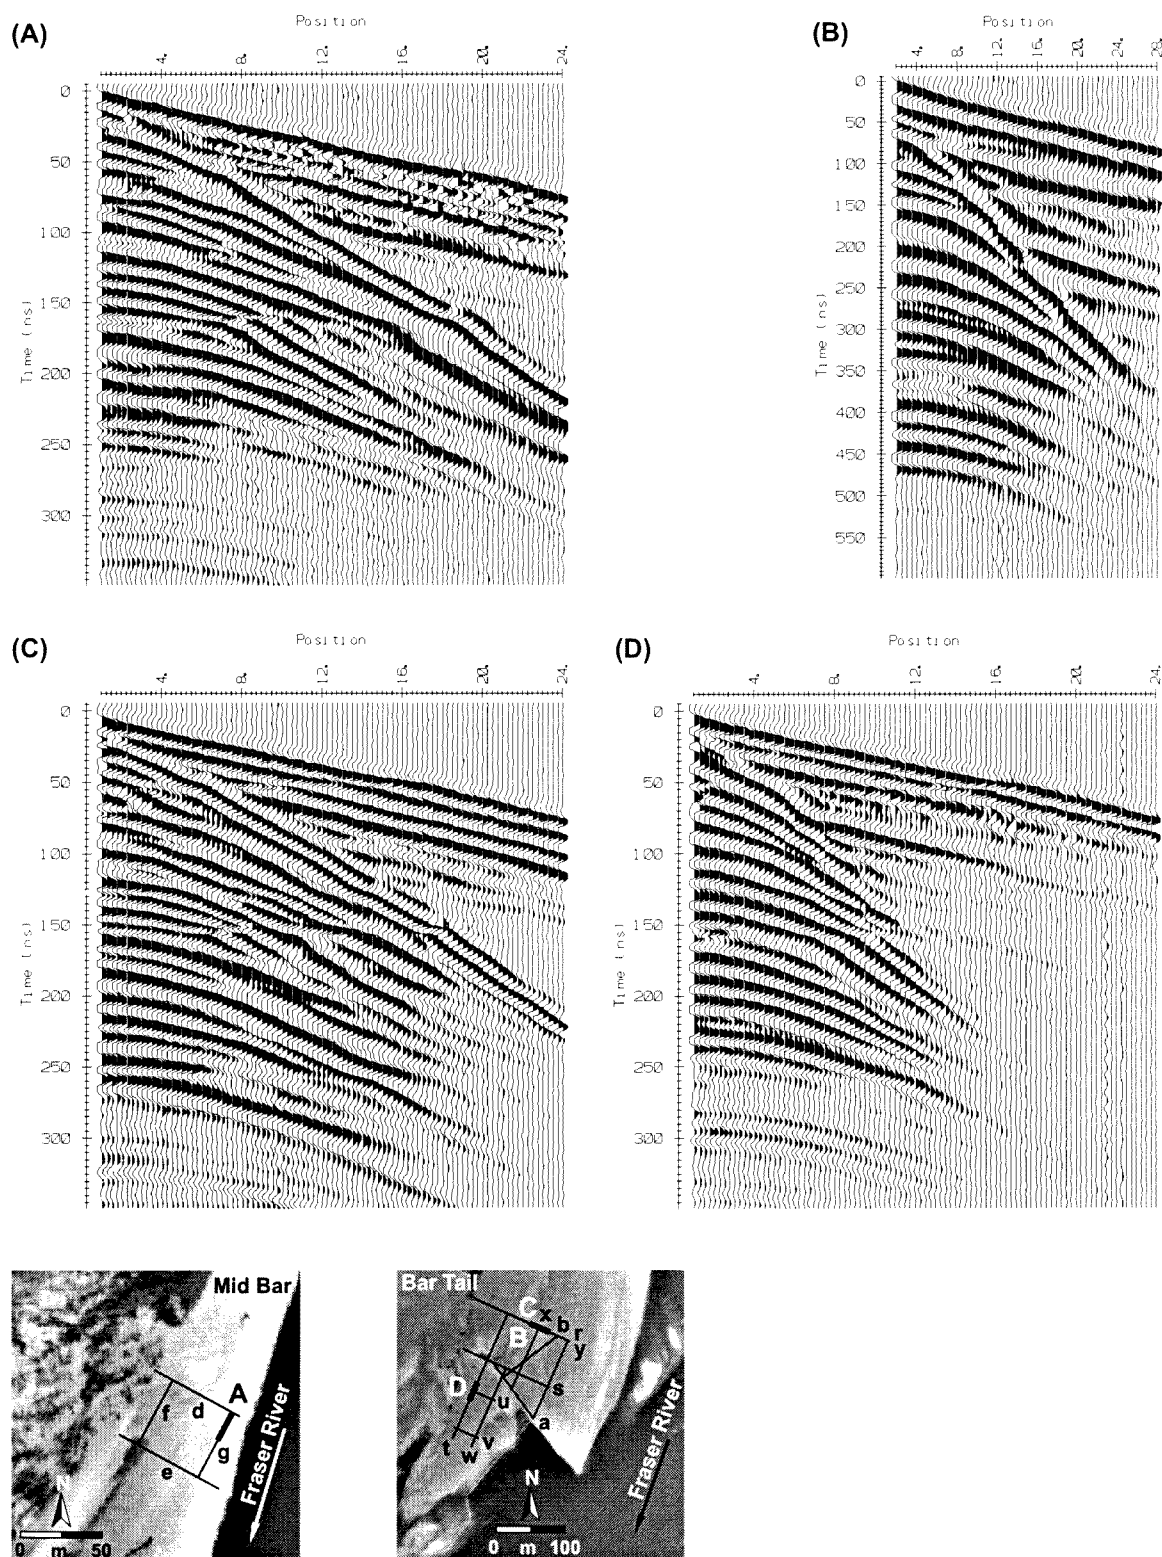 (A)
Position
4. 8. 12. 16. 20. 24.
0
50
100
150
200
250
300
Time (ns)
(B)
Position
4. 8. 12. 16. 20. 24. 28.
0
50
100
150
200
250
300
350
400
450
500
550
Time (ns)
(C)
Position
4. 8. 12. 16. 20. 24.
0
50
100
150
200
250
300
Time (ns)
(D)
Position
4. 8. 12. 16. 20. 24.
0
50
100
150
200
250
300
Time (ns)
Mid Bar
A
d
f
g
e
N
Fraser River
0 m 50
Bar Tail
C x b
B r
y
D s
u
a
t v
w
N
Fraser River
0 m 100